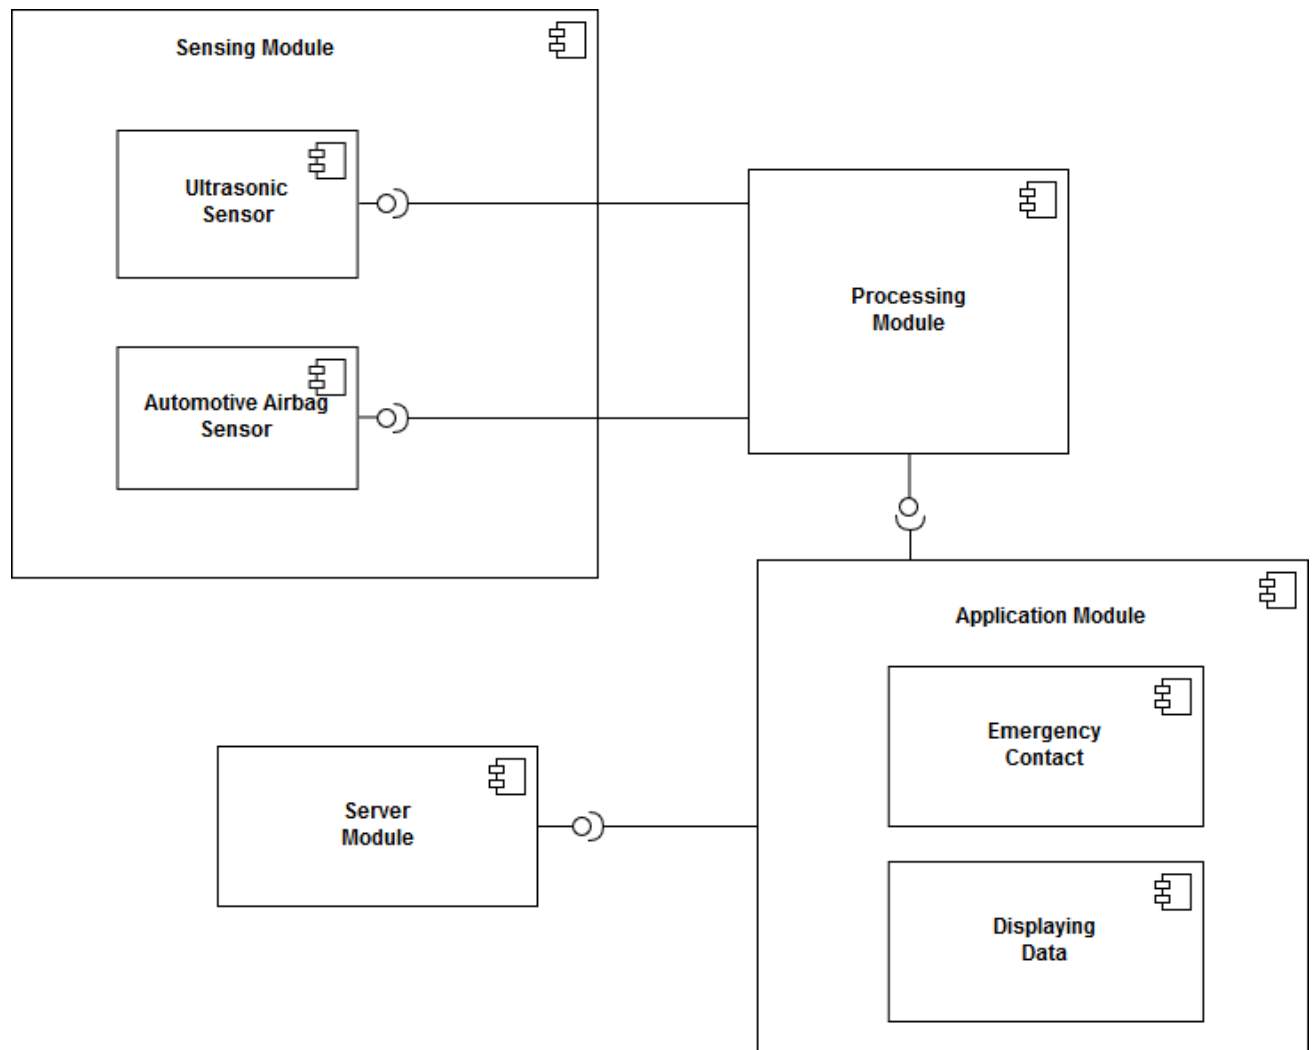 Sensing Module
Ultrasonic
Sensor
Automotive Airbag
Sensor
Processing
Module
Application Module
Emergency
Contact
Server
Module
Displaying
Data